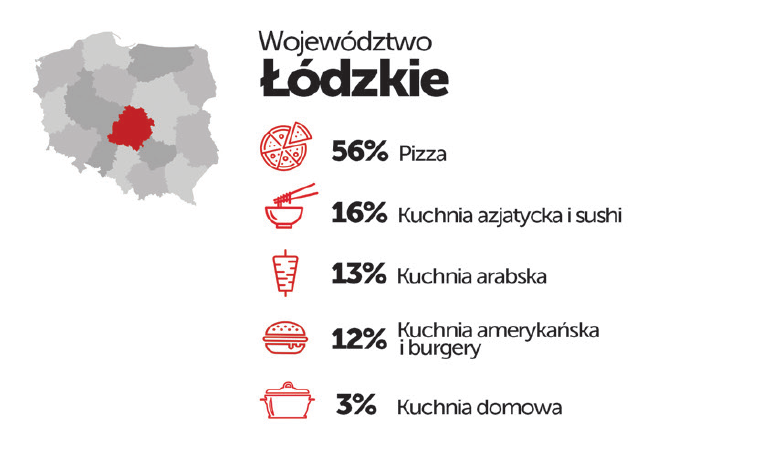 Województwo
Łódzkie
56% Pizza
16% Kuchnia azjatycka i sushi
13% Kuchnia arabska
12% Kuchnia amerykańska
i burgery
3% Kuchnia domowa